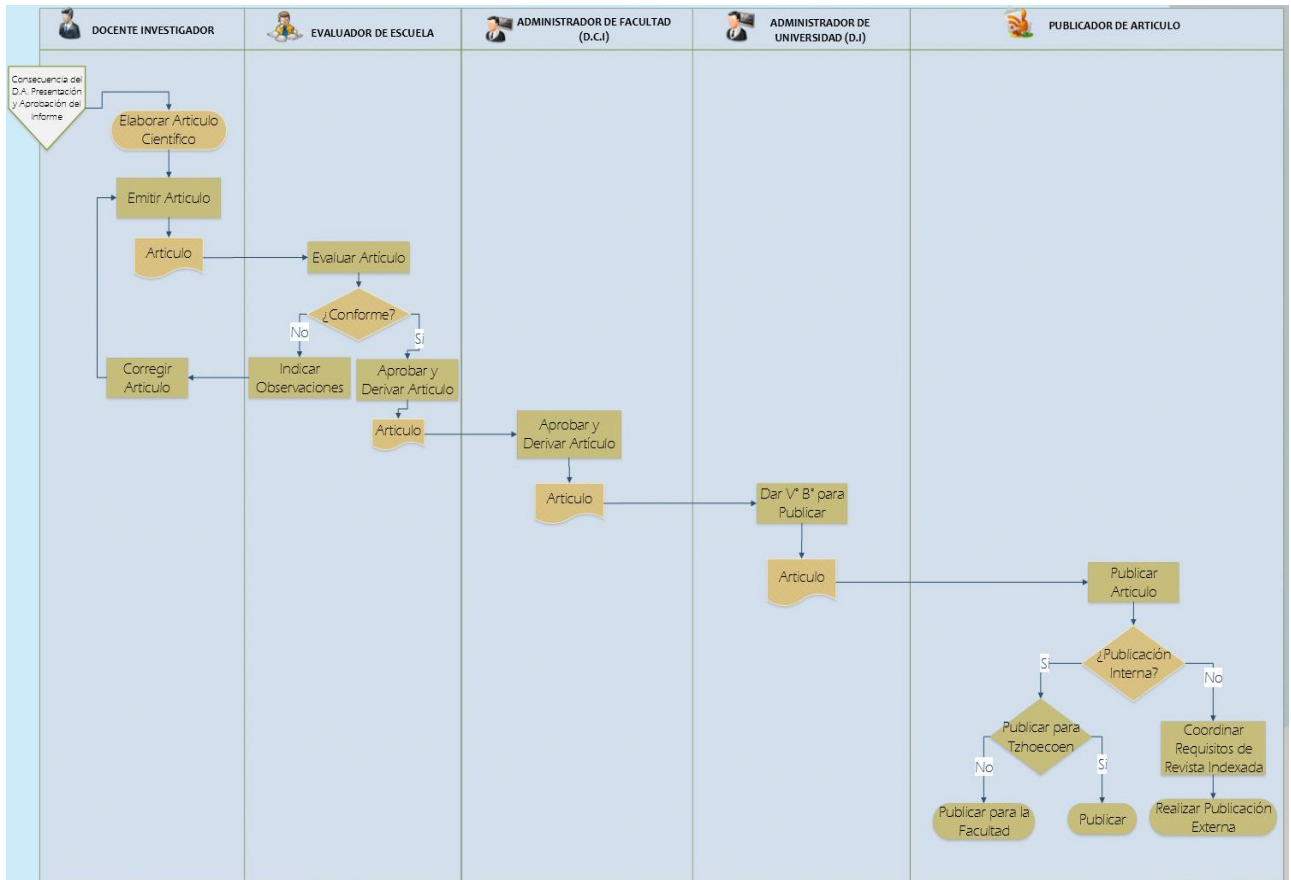 DOCENTE INVESTIGADOR
EVALUADOR DE ESCUELA
ADMINISTRADOR DE FACULTAD
(D.C.I)
ADMINISTRADOR DE
UNIVERSIDAD (D.I)
PUBLICADOR DE ARTICULO
Consecuencia del
D.A. Presentación
y Aprobación del
Informe
Elaborar Articulo
Científico
Emitir Articulo
Articulo
Evaluar Artículo
¿Conforme?
No
Si
Corregir
Articulo
Indicar
Observaciones
Aprobar y
Derivar Articulo
Articulo
Aprobar y
Derivar Artículo
Articulo
Dar V° B° para
Publicar
Articulo
Publicar
Articulo
¿Publicación
Interna?
Si
No
Publicar para
Tzhoecoen
Coordinar
Requisitos de
Revista Indexada
No
Si
Publicar para la
Facultad
Publicar
Realizar Publicación
Externa